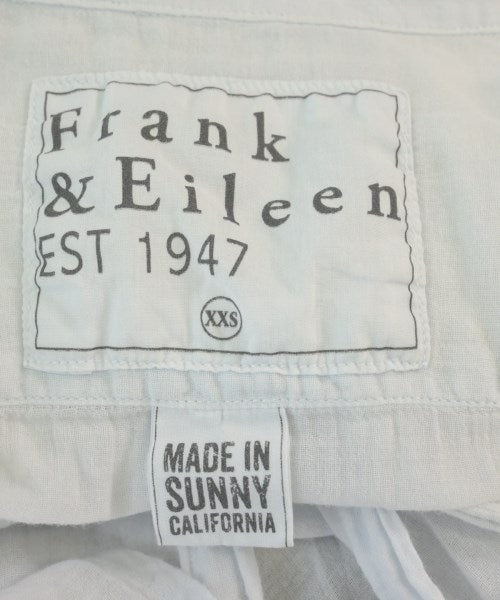 Frank
& Eileen
EST 1947
XXS
MADE IN
SUNNY
CALIFORNIA